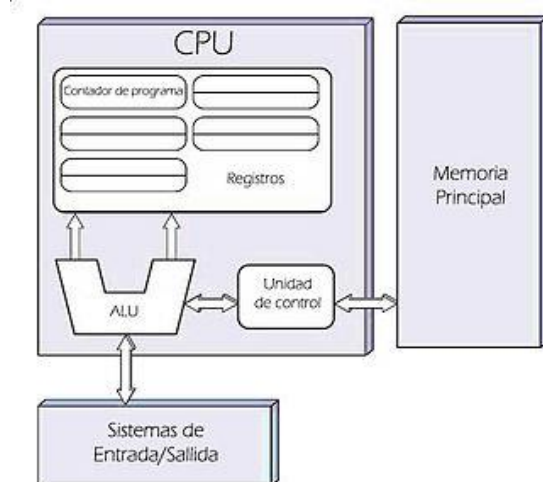 CPU
Contador de programa
Registros
Memoria
Principal
Unidad
de control
ALU
Sistemas de
Entrada/Sallida